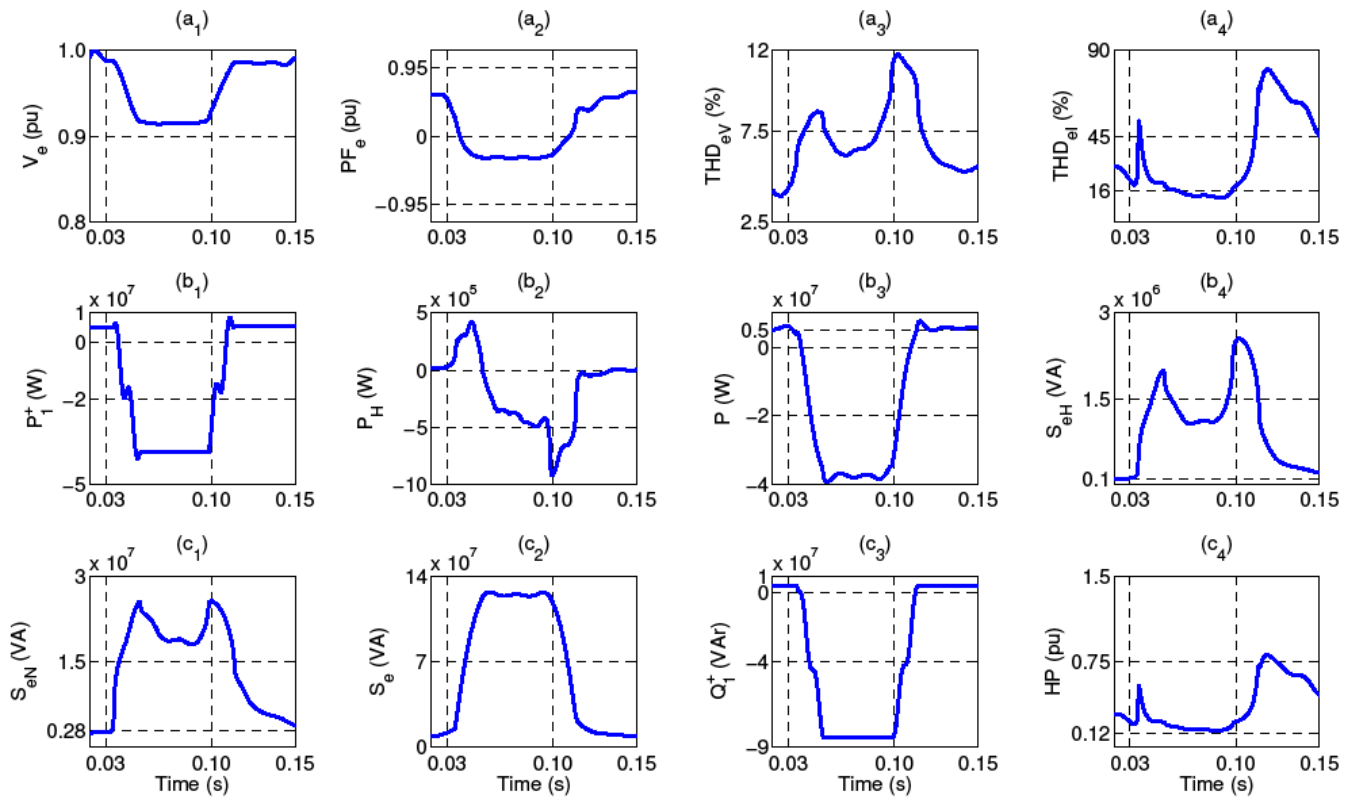 (a1) (a2) (a3) (a4)
1.0 0.9 0.8 Ve (pu) 0.03 0.10 0.15
0.95 0 −0.95 PFe (pu) 0.03 0.10 0.15
12 7.5 2.5 THDeV (%) 0.03 0.10 0.15
90 45 16 THDeI (%) 0.03 0.10 0.15
(b1) (b2) (b3) (b4)
x 10^7 1 0 −2 −5 P1+ (W) 0.03 0.10 0.15
x 10^5 5 0 −5 −10 PH (W) 0.03 0.10 0.15
x 10^7 0.5 0 −2 −4 P (W) 0.03 0.10 0.15
x 10^6 3 1.5 0.1 SeH (VA) 0.03 0.10 0.15
(c1) (c2) (c3) (c4)
x 10^7 3 1.5 0.28 SeN (VA) 0.03 0.10 0.15 Time (s)
x 10^7 14 7 0 Se (VA) 0.03 0.10 0.15 Time (s)
x 10^7 1 0 −4 −9 Q1+ (VAr) 0.03 0.10 0.15 Time (s)
1.5 0.75 0.12 HP (pu) 0.03 0.10 0.15 Time (s)